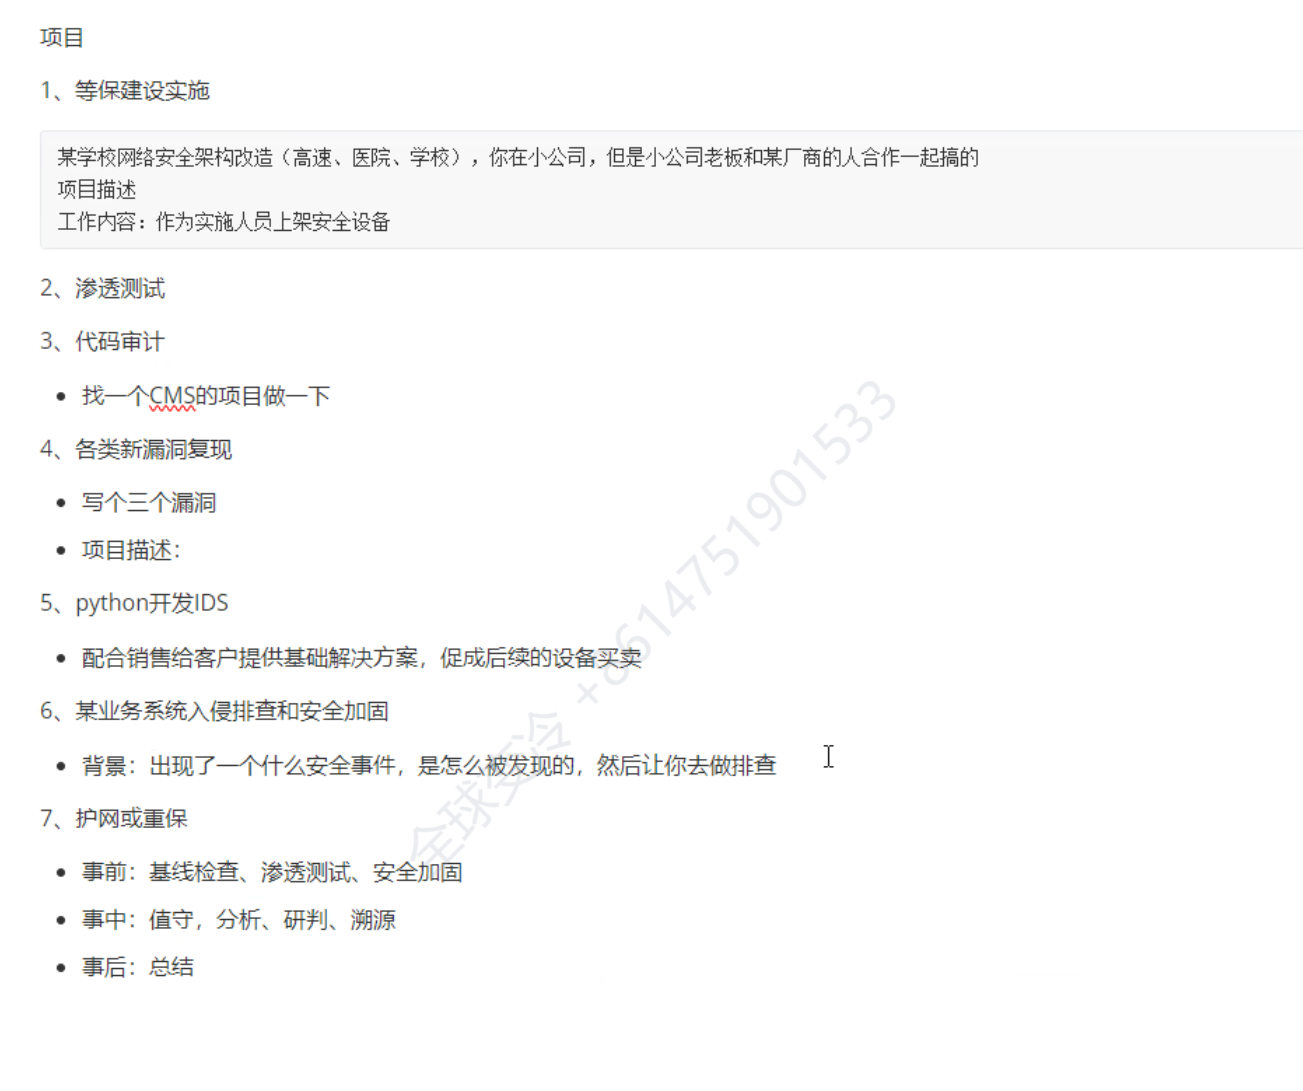 项目
1、等保建设实施
某学校网络安全架构改造（高速、医院、学校），你在小公司，但是小公司老板和某厂商的人合作一起搞的
项目描述
工作内容：作为实施人员上架安全设备
2、渗透测试
3、代码审计
找一个CMS的项目做一下
4、各类新漏洞复现
写个三个漏洞
项目描述：
5、python开发IDS
配合销售给客户提供基础解决方案，促成后续的设备买卖
6、某业务系统入侵排查和安全加固
背景：出现了一个什么安全事件，是怎么被发现的，然后让你去做排查
7、护网或重保
事前：基线检查、渗透测试、安全加固
事中：值守，分析、研判、溯源
事后：总结
全球变冷 +8614751901533